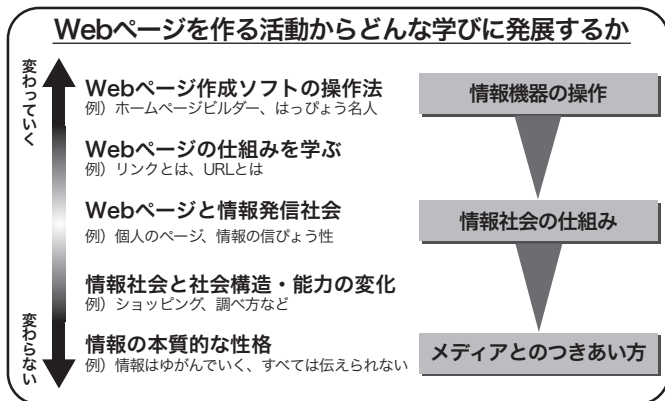 Webページを作る活動からどんな学びに発展するか
変わっていく
Webページ作成ソフトの操作法
例）ホームページビルダー、はっぴょう名人
情報機器の操作
Webページの仕組みを学ぶ
例）リンクとは、URLとは
Webページと情報発信社会
例）個人のページ、情報の信ぴょう性
情報社会の仕組み
情報社会と社会構造・能力の変化
例）ショッピング、調べ方など
変わらない
情報の本質的な性格
例）情報はゆがんでいく、すべては伝えられない
メディアとのつきあい方